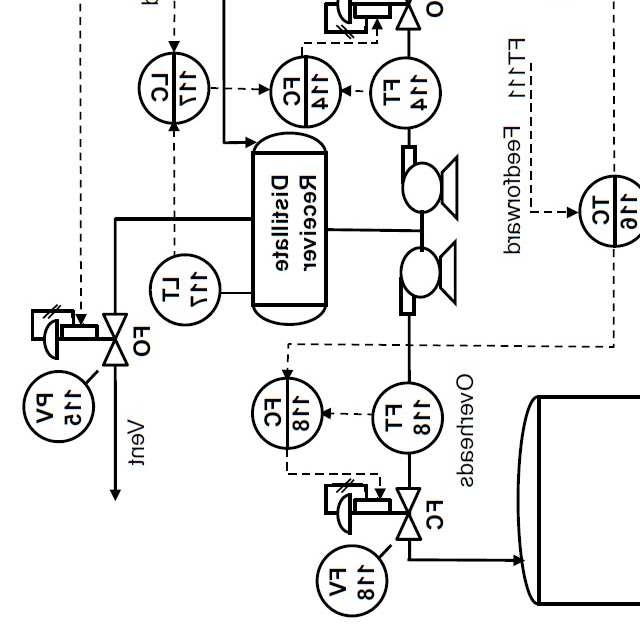 LC
117
FC
114
FT
114
FT111 Feedforward
TC
116
Distillate
Receiver
LT
117
FO
PV
115
Vent
FC
118
FT
118
Overheads
FC
FV
118